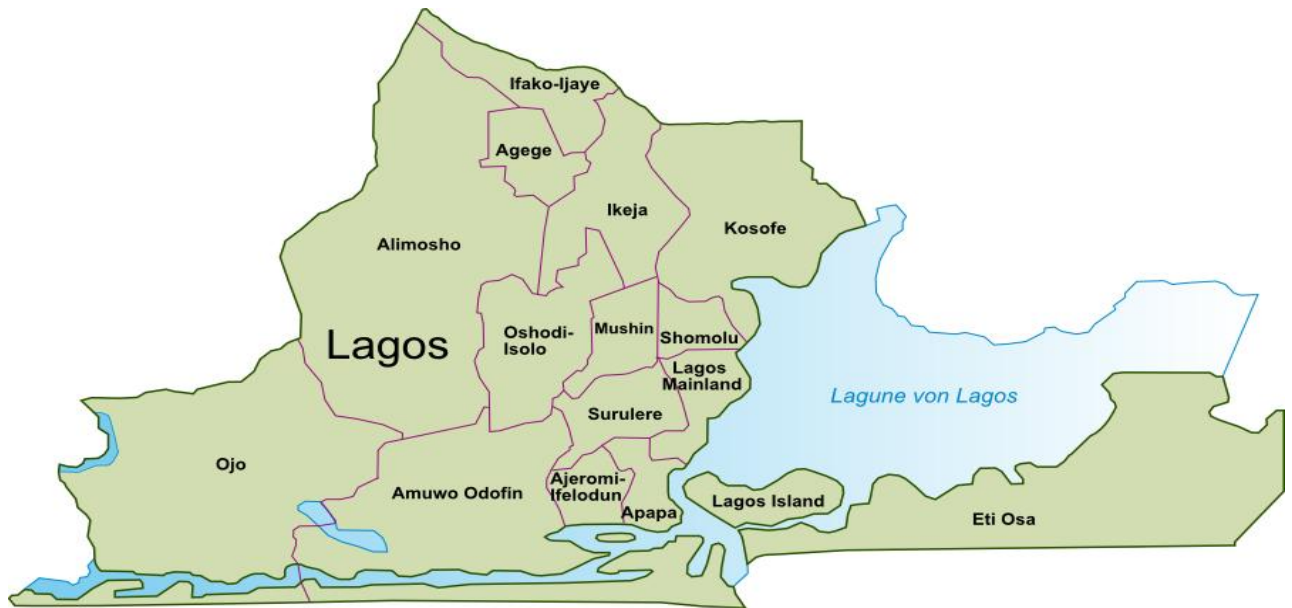 Ifako-Ijaye
Agege
Ikeja
Kosofe
Alimosho
Oshodi-
Isolo
Mushin
Shomolu
Lagos
Lagos
Mainland
Lagune von Lagos
Surulere
Ojo
Amuwo Odofin
Ajeromi-
Ifelodun
Apapa
Lagos Island
Eti Osa